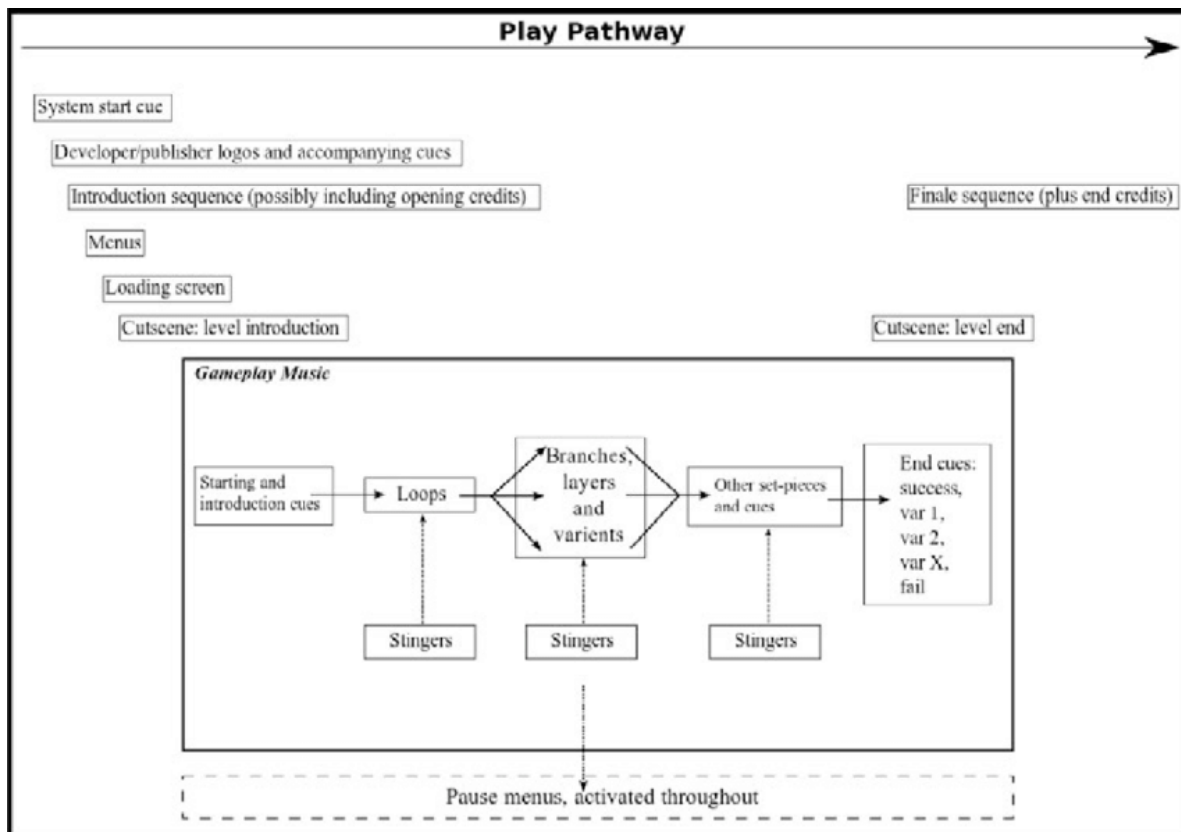 Play Pathway
System start cue
Developer/publisher logos and accompanying cues
Introduction sequence (possibly including opening credits)
Finale sequence (plus end credits)
Menus
Loading screen
Cutscene: level introduction
Cutscene: level end
Gameplay Music
Starting and
introduction cues
Loops
Branches,
layers
and
varients
Other set-pieces
and cues
End cues:
success,
var 1,
var 2,
var X,
fail
Stingers
Stingers
Stingers
Pause menus, activated throughout